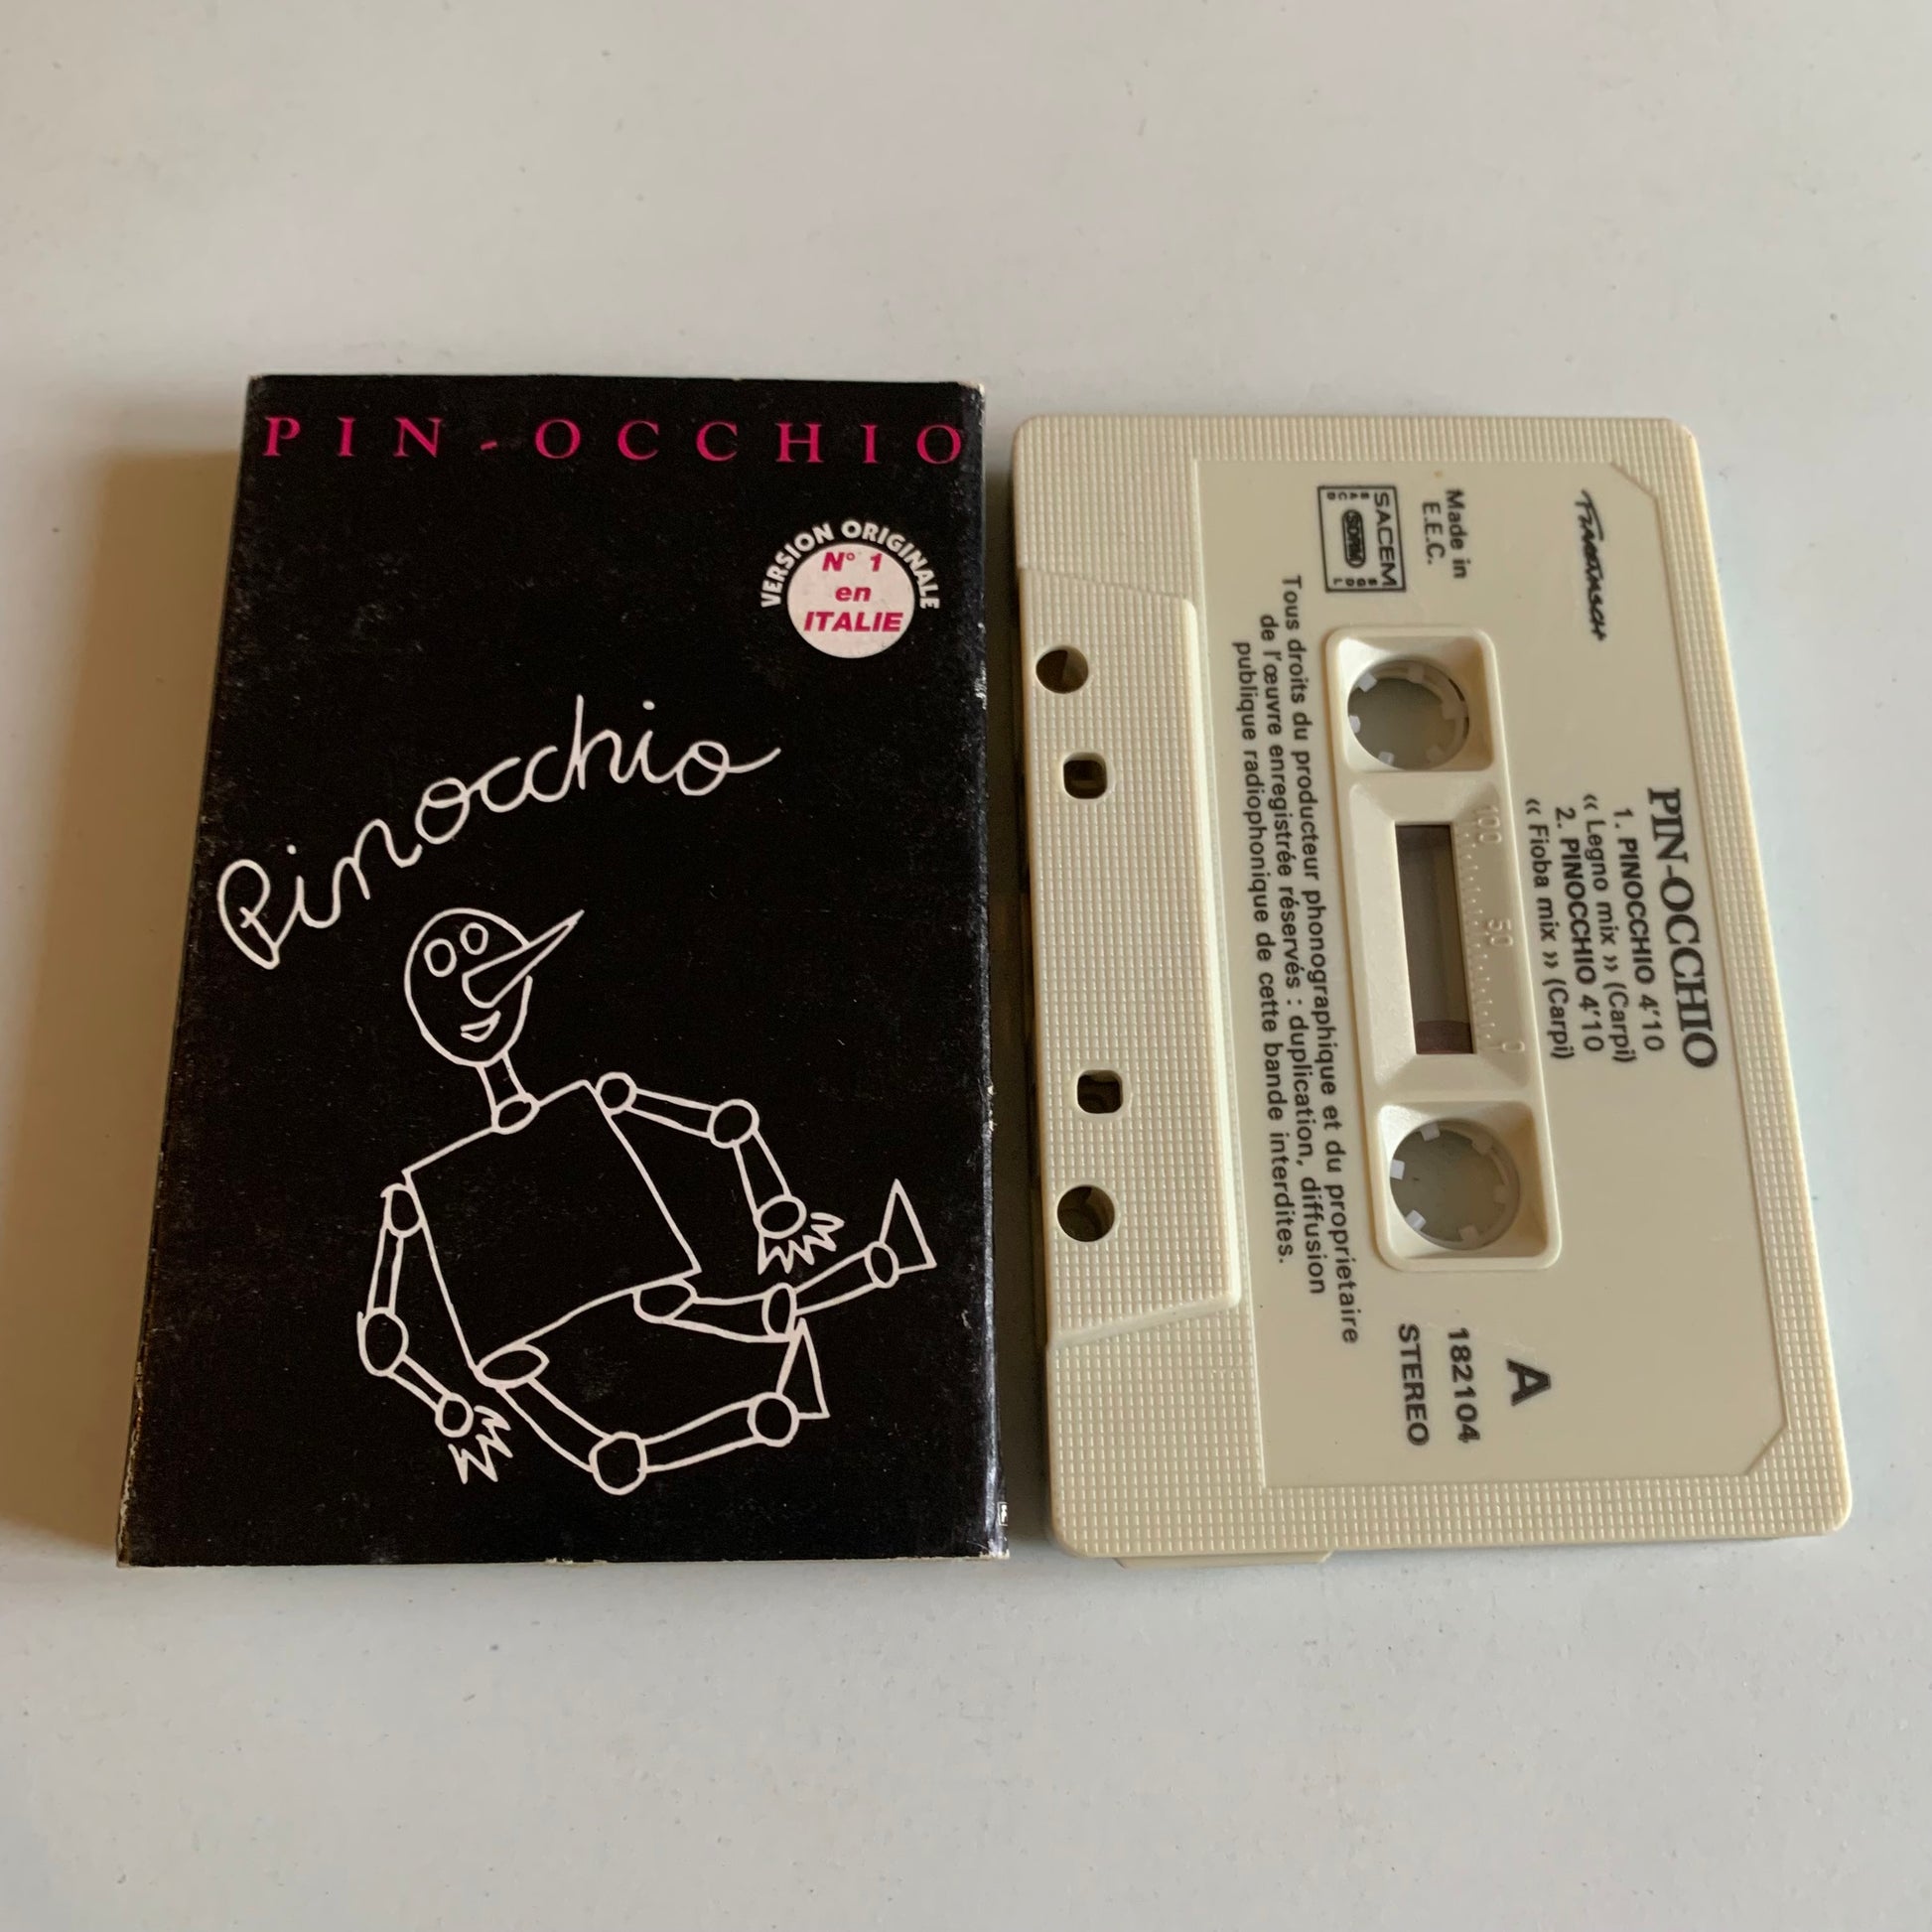 PIN-OCCHIO
VERSION ORIGINALE
N° 1
en
ITALIE
Pinocchio
PIN-OCCHIO
1. PINOCCHIO 4'10
« Legno mix » (Carpi)
2. PINOCCHIO 4'10
« Fioba mix » (Carpi)
Made in
E.E.C.
SACEM
SDRM
100 50 0
A
182104
STEREO
Tous droits du producteur phonographique et du proprietaire
de l'œuvre enregistrée réservés : duplication, diffusion
publique radiophonique de cette bande interdites.